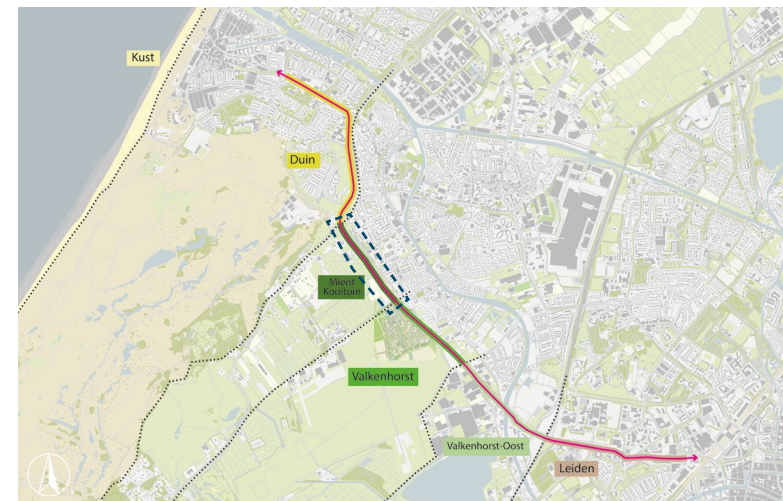 Kust
Duin
Mient
Kooltuin
Valkenhorst
Valkenhorst-Oost
Leiden